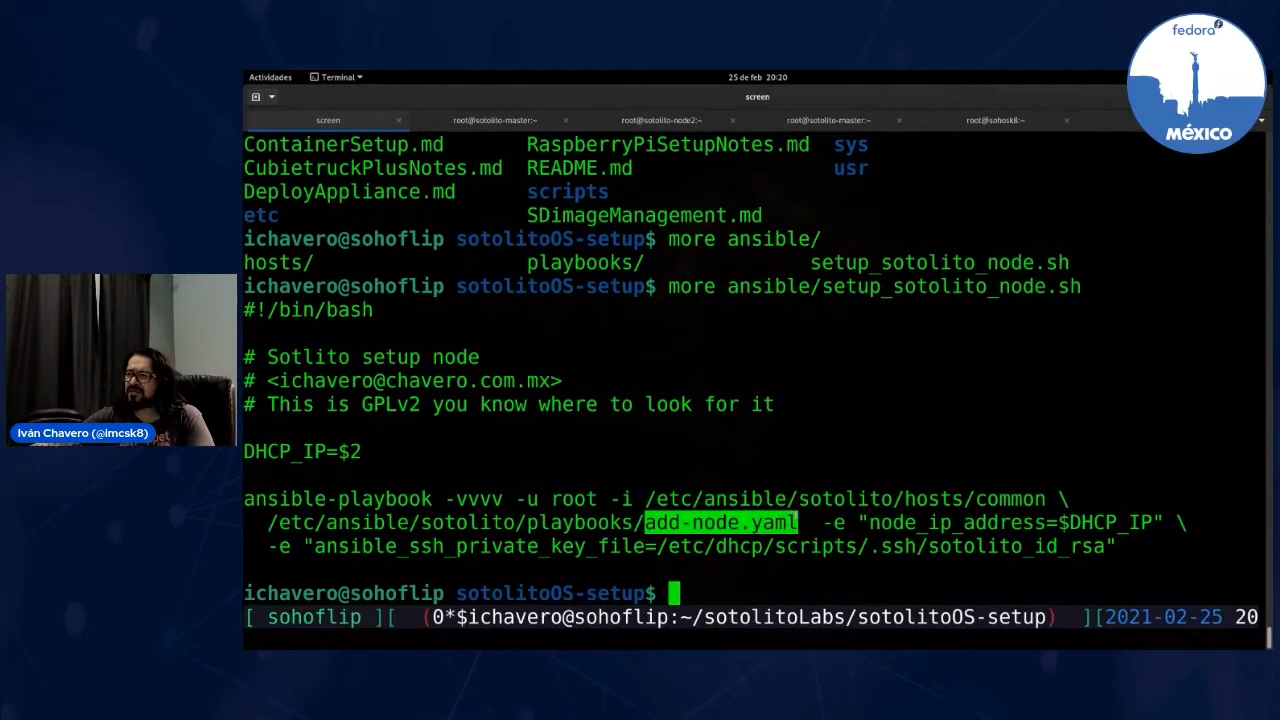 fedora
MÉXICO
Actividades Terminal 25 de feb 20:20
screen
screen × root@sotolito-master:~ × root@sotolito-node2:~ × root@sotolito-master:~ × root@sohosk8:~ ×
ContainerSetup.md RaspberryPiSetupNotes.md sys
CubietruckPlusNotes.md README.md usr
DeployAppliance.md scripts
etc SDimageManagement.md
ichavero@sohoflip sotolitoOS-setup$ more ansible/
hosts/ playbooks/ setup_sotolito_node.sh
ichavero@sohoflip sotolitoOS-setup$ more ansible/setup_sotolito_node.sh
#!/bin/bash
# Sotlito setup node
# <ichavero@chavero.com.mx>
# This is GPLv2 you know where to look for it
DHCP_IP=$2
ansible-playbook -vvvv -u root -i /etc/ansible/sotolito/hosts/common \
/etc/ansible/sotolito/playbooks/add-node.yaml -e "node_ip_address=$DHCP_IP" \
-e "ansible_ssh_private_key_file=/etc/dhcp/scripts/.ssh/sotolito_id_rsa"
ichavero@sohoflip sotolitoOS-setup$
[ sohoflip ][ (0*$ichavero@sohoflip:~/sotolitoLabs/sotolitoOS-setup) ][2021-02-25 20
Iván Chavero (@imcsk8)